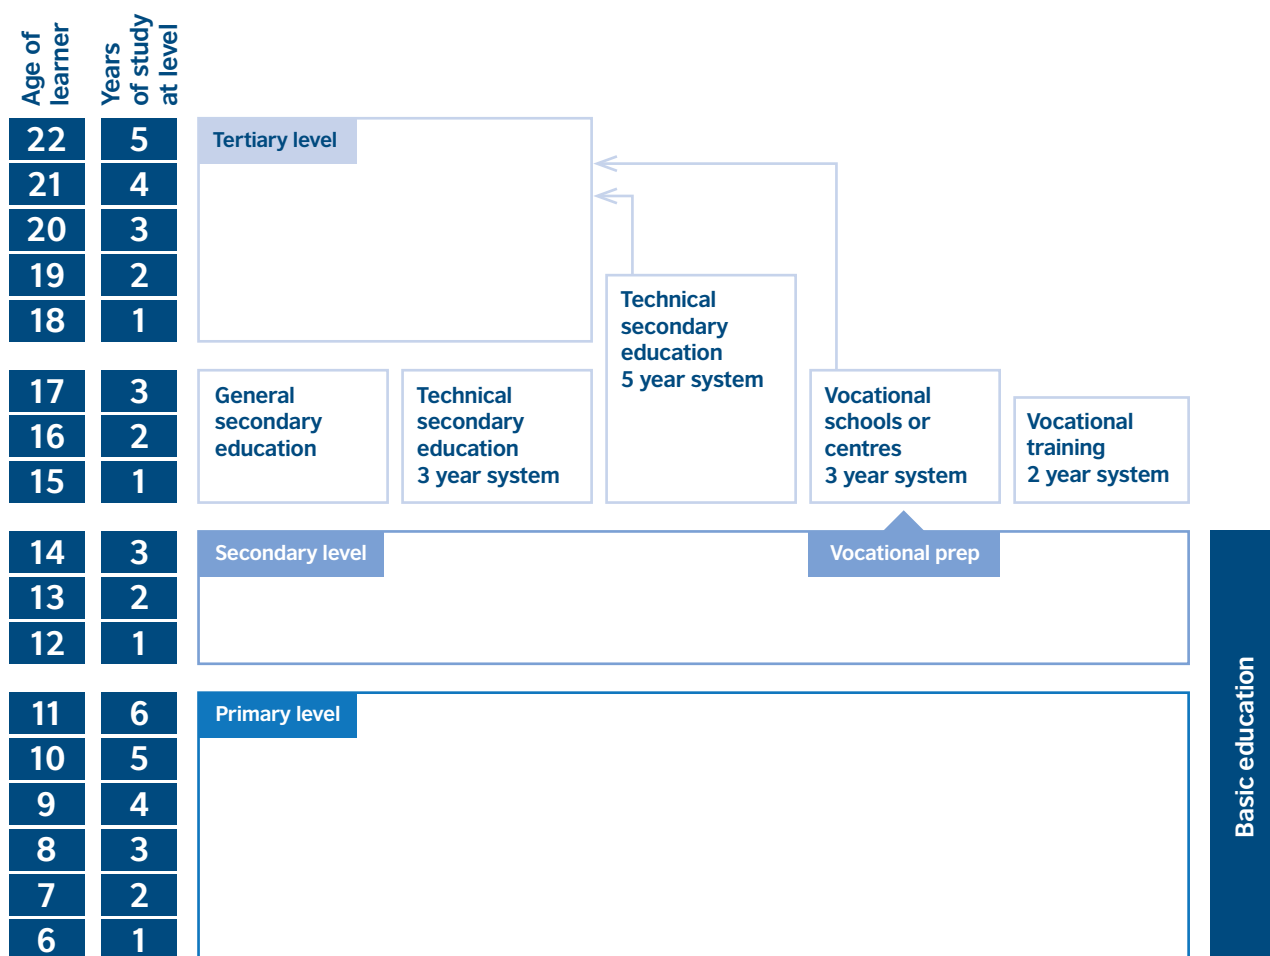 Age of
learner
Years
of study
at level
22 5
Tertiary level
21 4
20 3
19 2
18 1
Technical
secondary
education
5 year system
17 3
16 2
15 1
General
secondary
education
Technical
secondary
education
3 year system
Vocational
schools or
centres
3 year system
Vocational
training
2 year system
14 3
Secondary level
Vocational prep
13 2
12 1
11 6
Primary level
10 5
9 4
8 3
7 2
6 1
Basic education